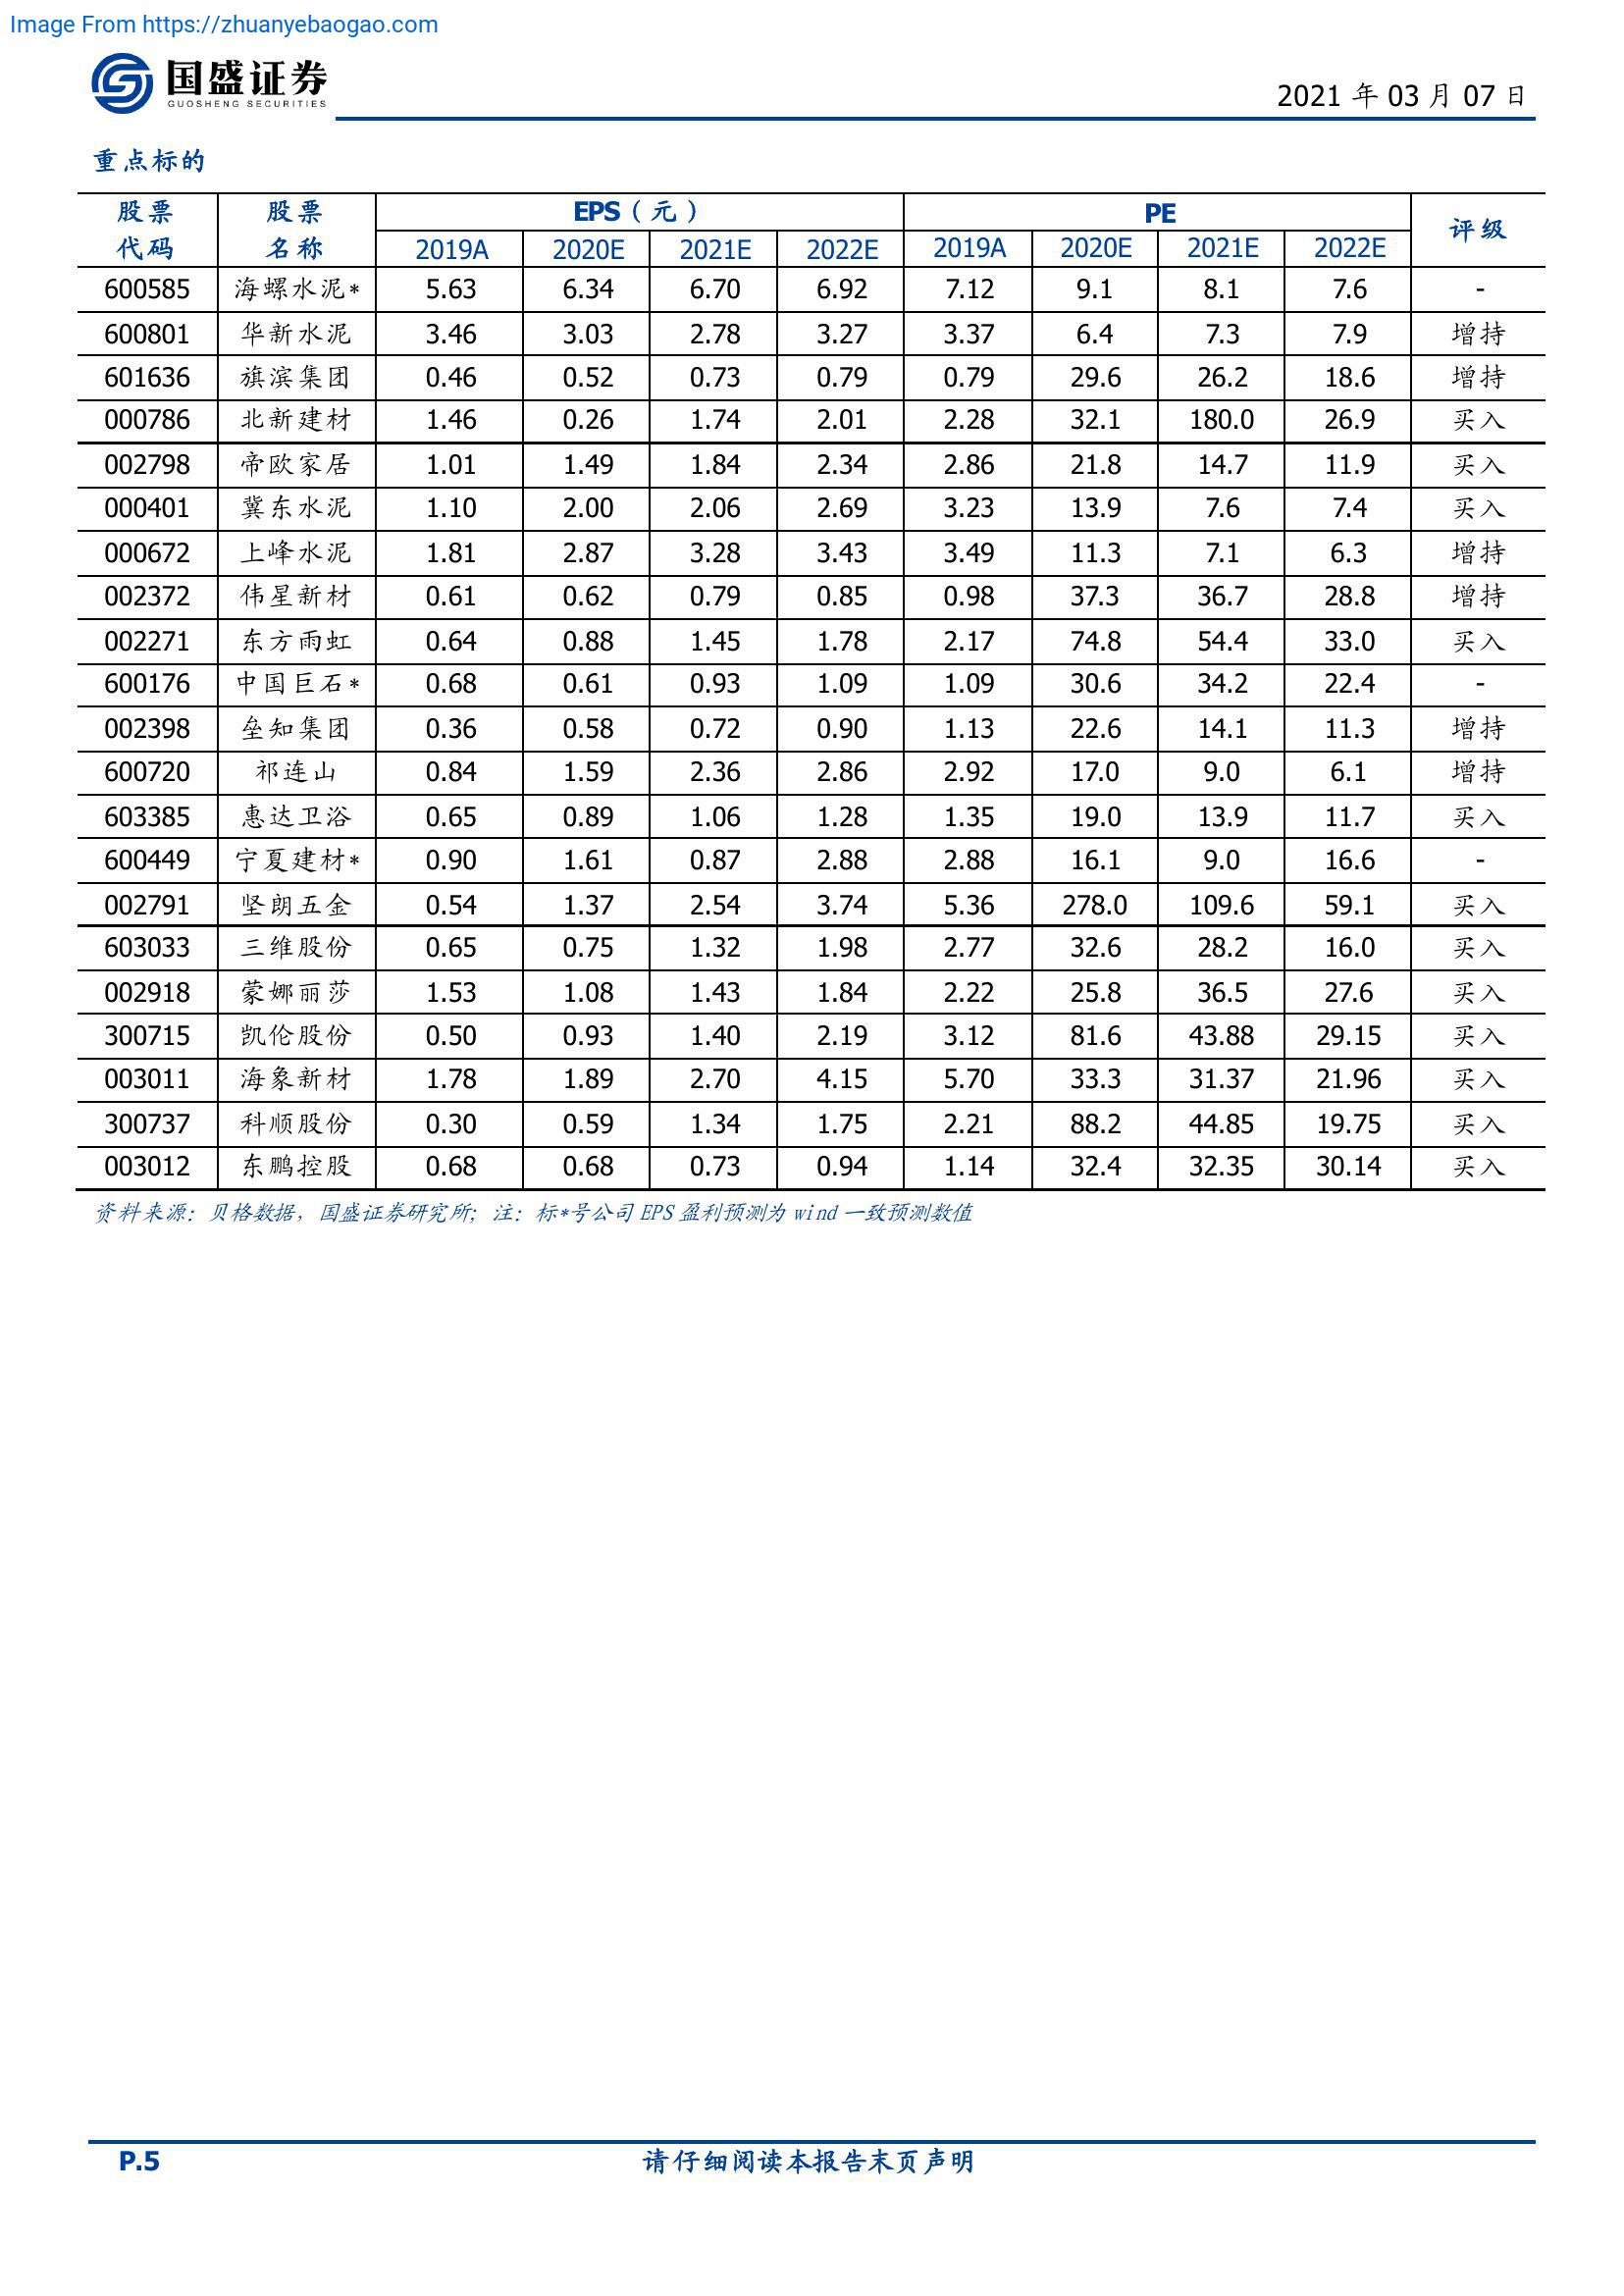 Image From https://zhuanyebaogao.com
国盛证券
GUOSHENG SECURITIES
2021 年 03 月 07 日
重点标的
股票 股票 EPS（元） PE 评级
代码 名称 2019A 2020E 2021E 2022E 2019A 2020E 2021E 2022E
600585 海螺水泥* 5.63 6.34 6.70 6.92 7.12 9.1 8.1 7.6 -
600801 华新水泥 3.46 3.03 2.78 3.27 3.37 6.4 7.3 7.9 增持
601636 旗滨集团 0.46 0.52 0.73 0.79 0.79 29.6 26.2 18.6 增持
000786 北新建材 1.46 0.26 1.74 2.01 2.28 32.1 180.0 26.9 买入
002798 帝欧家居 1.01 1.49 1.84 2.34 2.86 21.8 14.7 11.9 买入
000401 冀东水泥 1.10 2.00 2.06 2.69 3.23 13.9 7.6 7.4 买入
000672 上峰水泥 1.81 2.87 3.28 3.43 3.49 11.3 7.1 6.3 增持
002372 伟星新材 0.61 0.62 0.79 0.85 0.98 37.3 36.7 28.8 增持
002271 东方雨虹 0.64 0.88 1.45 1.78 2.17 74.8 54.4 33.0 买入
600176 中国巨石* 0.68 0.61 0.93 1.09 1.09 30.6 34.2 22.4 -
002398 垒知集团 0.36 0.58 0.72 0.90 1.13 22.6 14.1 11.3 增持
600720 祁连山 0.84 1.59 2.36 2.86 2.92 17.0 9.0 6.1 增持
603385 惠达卫浴 0.65 0.89 1.06 1.28 1.35 19.0 13.9 11.7 买入
600449 宁夏建材* 0.90 1.61 0.87 2.88 2.88 16.1 9.0 16.6 -
002791 坚朗五金 0.54 1.37 2.54 3.74 5.36 278.0 109.6 59.1 买入
603033 三维股份 0.65 0.75 1.32 1.98 2.77 32.6 28.2 16.0 买入
002918 蒙娜丽莎 1.53 1.08 1.43 1.84 2.22 25.8 36.5 27.6 买入
300715 凯伦股份 0.50 0.93 1.40 2.19 3.12 81.6 43.88 29.15 买入
003011 海象新材 1.78 1.89 2.70 4.15 5.70 33.3 31.37 21.96 买入
300737 科顺股份 0.30 0.59 1.34 1.75 2.21 88.2 44.85 19.75 买入
003012 东鹏控股 0.68 0.68 0.73 0.94 1.14 32.4 32.35 30.14 买入
资料来源：贝格数据，国盛证券研究所；注：标*号公司 EPS 盈利预测为 wind 一致预测数值
P.5 请仔细阅读本报告末页声明